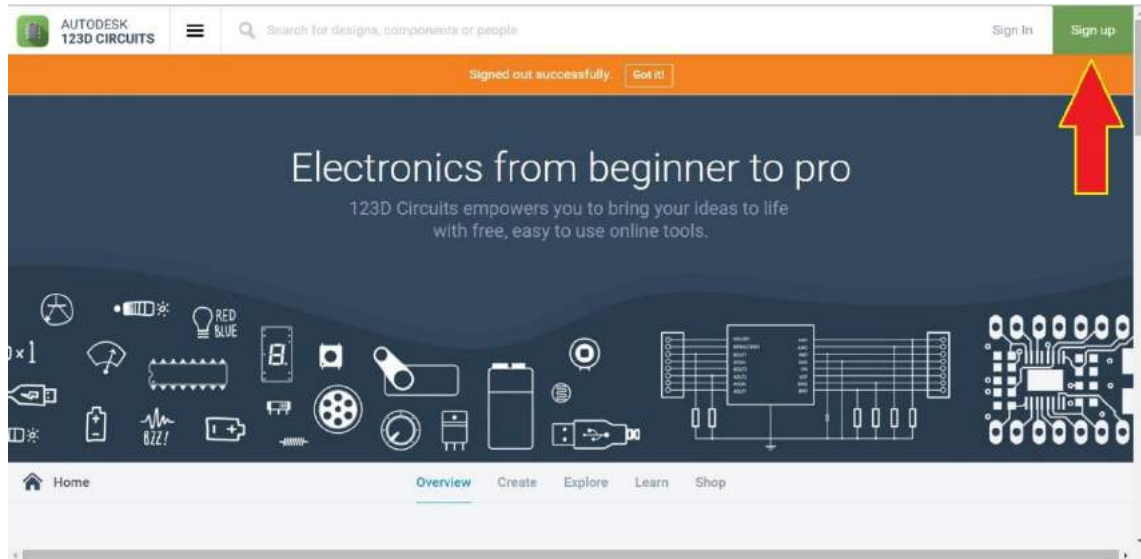 AUTODESK
123D CIRCUITS
Search for designs, components or people
Sign In
Sign up
Signed out successfully.
Got it!
Electronics from beginner to pro
123D Circuits empowers you to bring your ideas to life
with free, easy to use online tools.
RED
BLUE
×1
8.
BZZ!
Home
Overview
Create
Explore
Learn
Shop